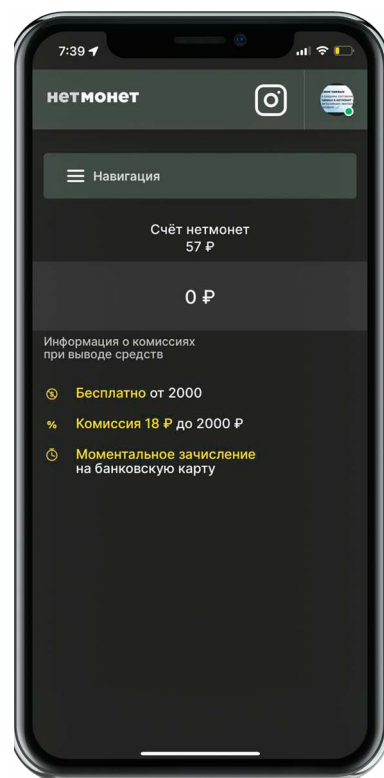 7:39
нетмонет
Навигация
Счёт нетмонет
57 ₽
0 ₽
Информация о комиссиях
при выводе средств
Бесплатно от 2000
% Комиссия 18 ₽ до 2000 ₽
Моментальное зачисление
на банковскую карту